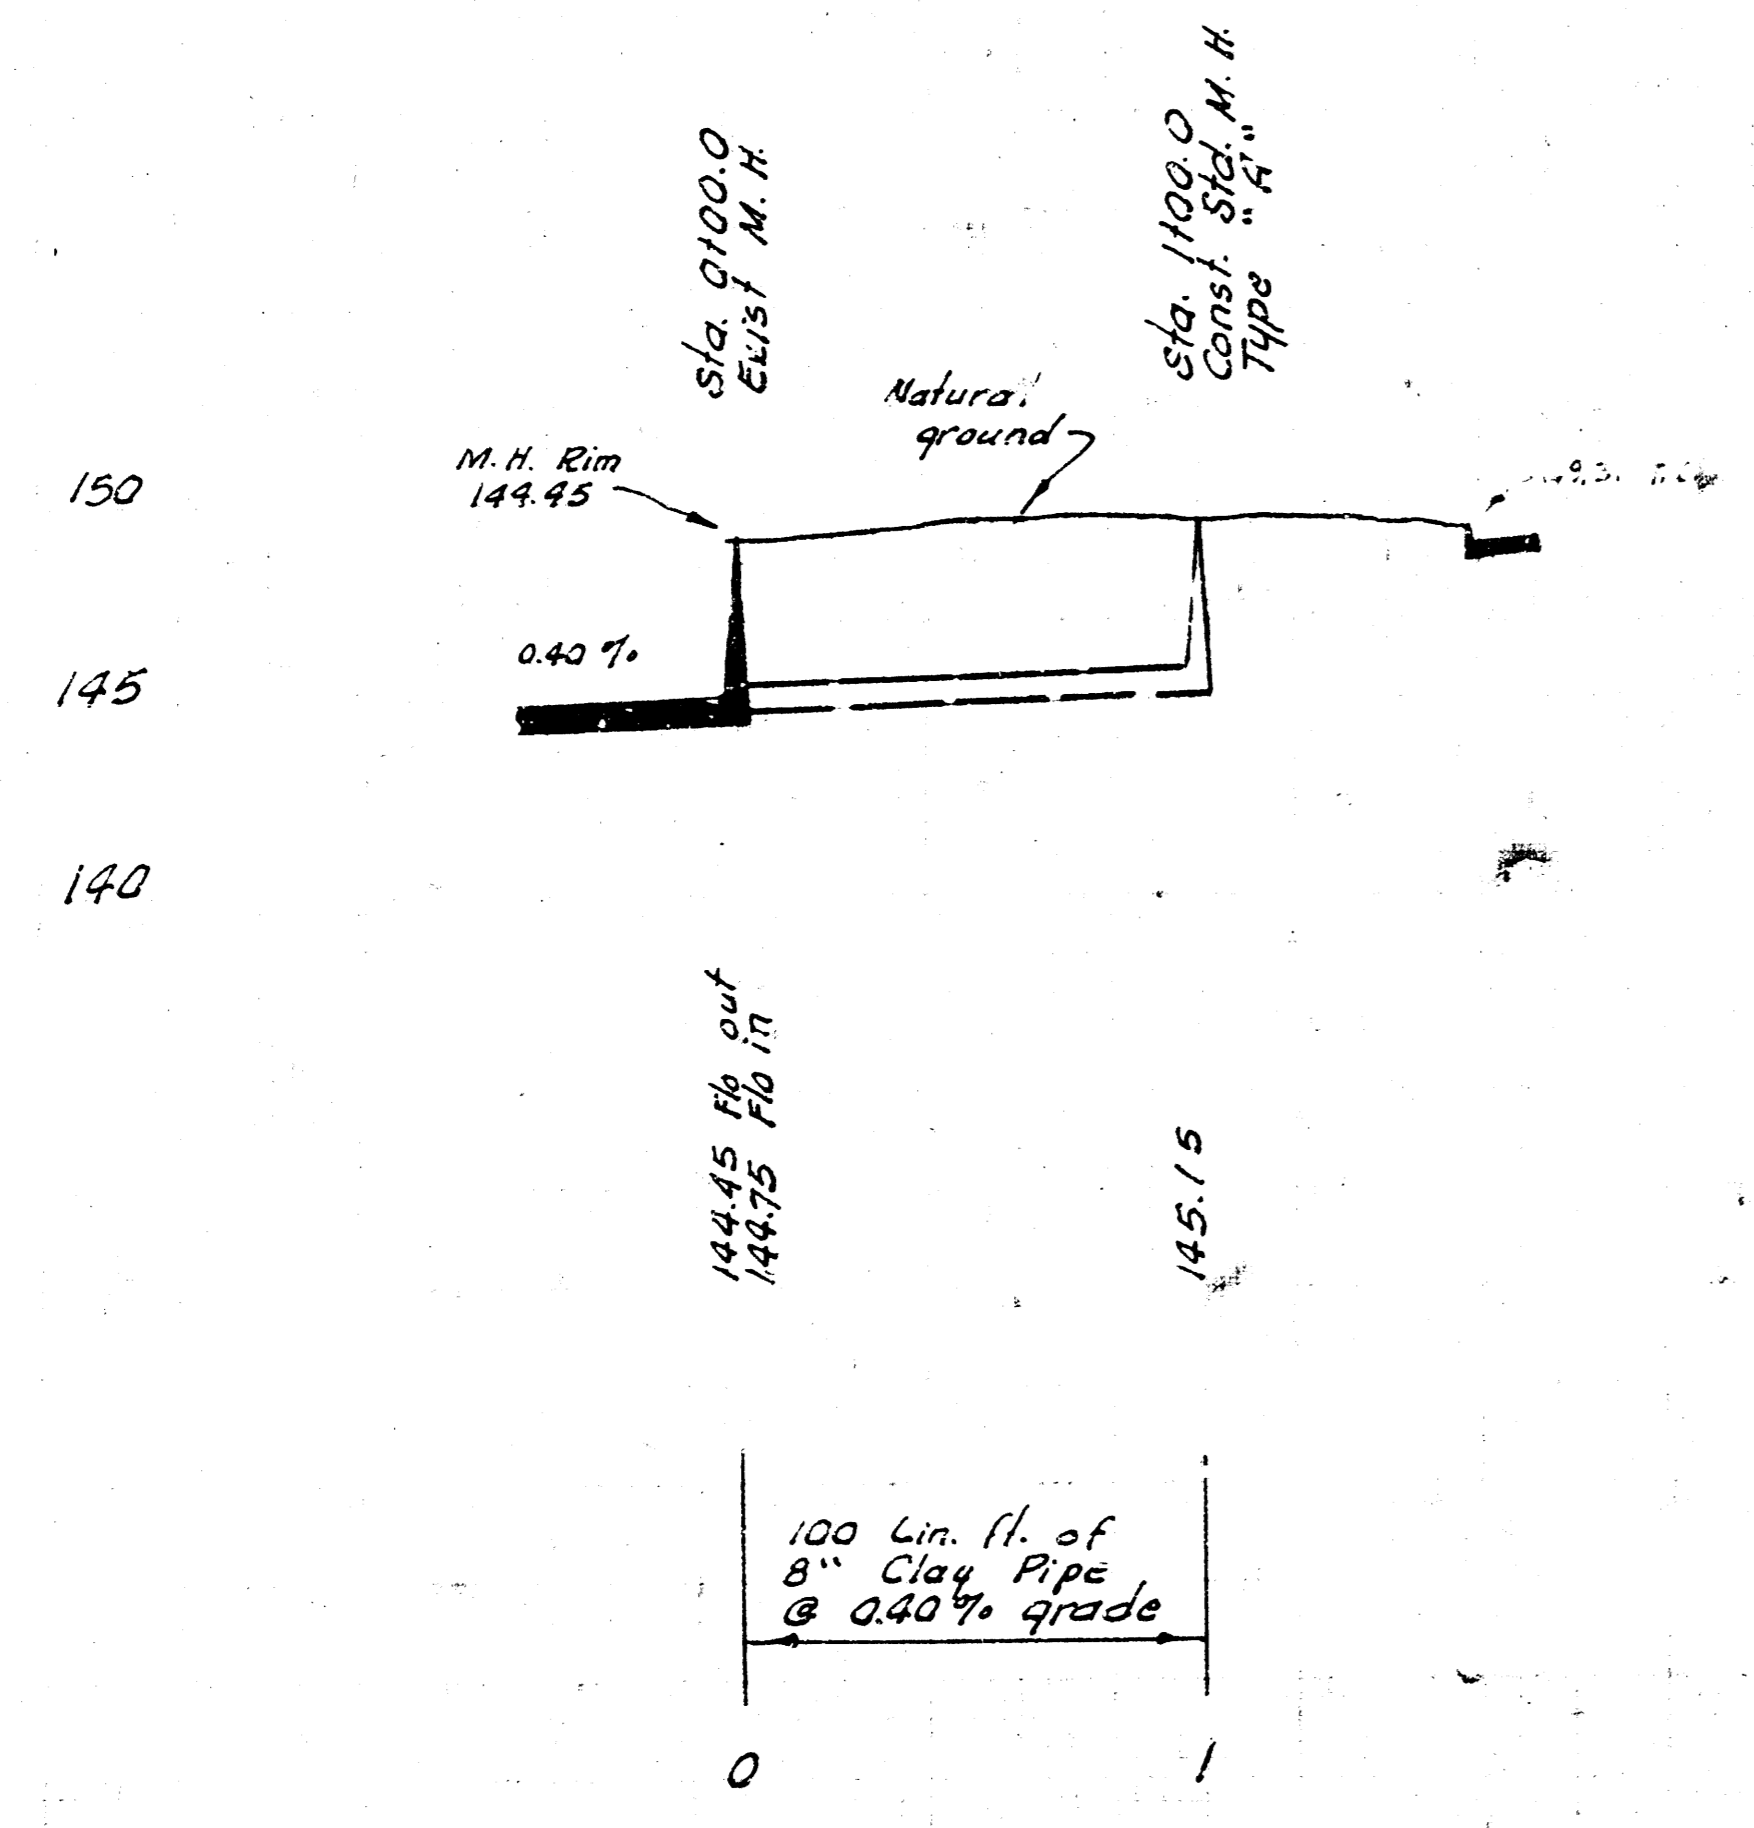 Sta. 0+00.0
Exist M. H.
Sta. 1+00.0
Const. Std. M. H.
Type "A"
Natural
ground
M. H. Rim
144.45
150
0.40 %
145
140
144.45 Flo out
144.75 Flo in
145.15
100 Lin. ft. of
8" Clay Pipe
@ 0.40 % grade
0
1